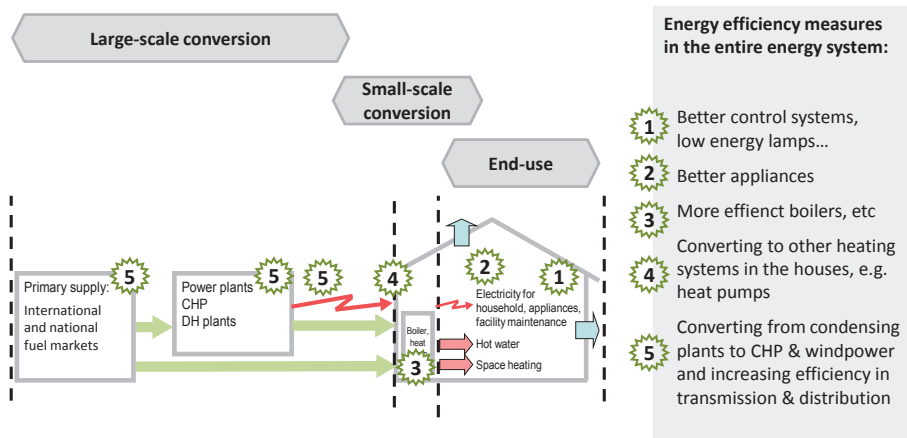 Large-scale conversion
Small-scale
conversion
End-use
Energy efficiency measures
in the entire energy system:
1
Better control systems,
low energy lamps…
2
Better appliances
3
More effienct boilers, etc
4
Converting to other heating
systems in the houses, e.g.
heat pumps
5
Converting from condensing
plants to CHP & windpower
and increasing efficiency in
transmission & distribution
5
Primary supply:
International
and national
fuel markets
5
Power plants
CHP
DH plants
5
4
2
1
Electricity for
household, appliances,
facility maintenance
Boiler,
heat
3
Hot water
Space heating